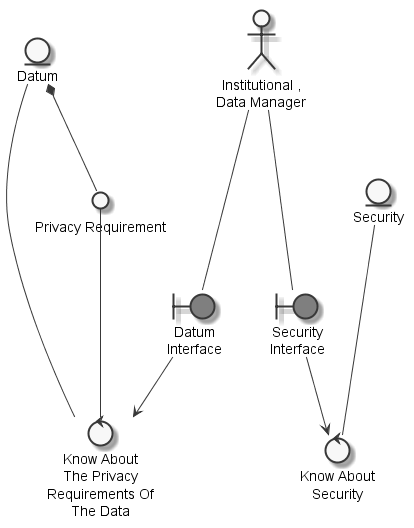 Datum
Institutional ,
Data Manager
Privacy Requirement
Security
Datum
Interface
Security
Interface
Know About
The Privacy
Requirements Of
The Data
Know About
Security